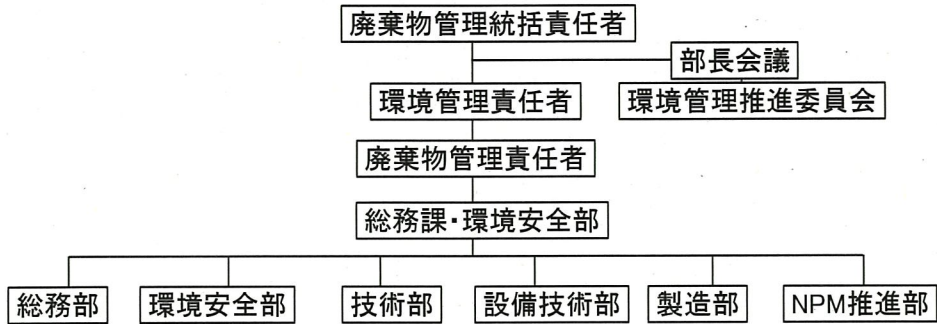 廃棄物管理統括責任者
部長会議
環境管理責任者
環境管理推進委員会
廃棄物管理責任者
総務課・環境安全部
総務部
環境安全部
技術部
設備技術部
製造部
NPM推進部